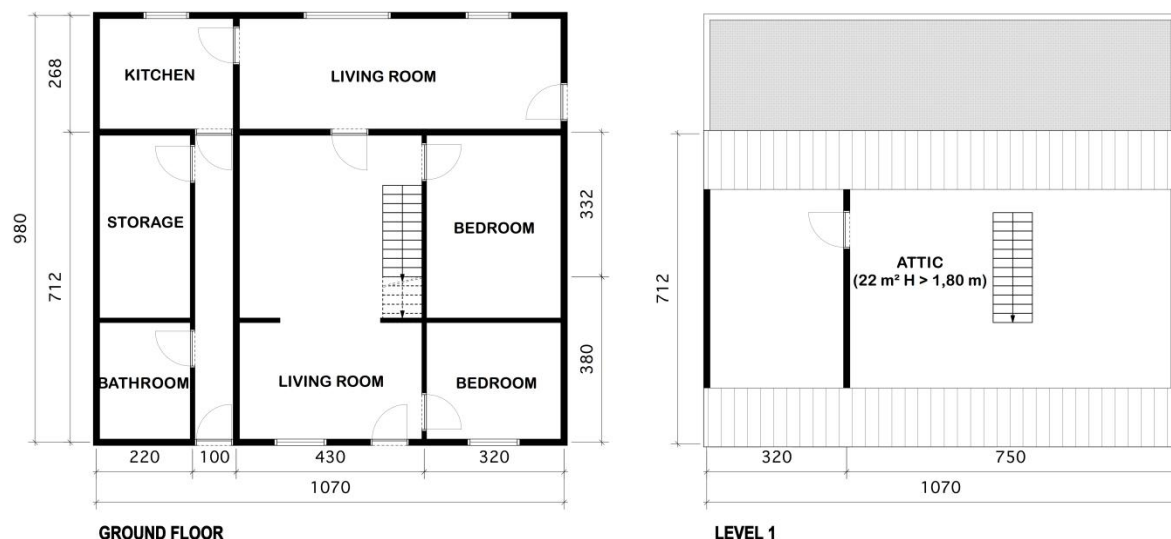 KITCHEN
LIVING ROOM
STORAGE
BEDROOM
BATHROOM
LIVING ROOM
BEDROOM
268
980
712
332
380
220
100
430
320
1070
GROUND FLOOR
ATTIC
(22 m² H > 1,80 m)
712
320
750
1070
LEVEL 1